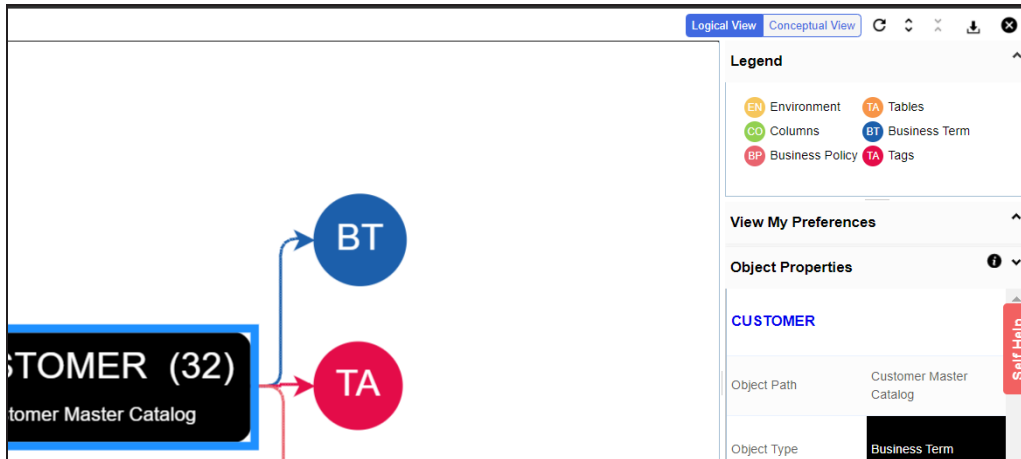 Logical View Conceptual View
Legend
EN Environment TA Tables
CO Columns BT Business Term
BP Business Policy TA Tags
View My Preferences
Object Properties
CUSTOMER
Object Path Customer Master
Catalog
Object Type Business Term
Self Help
BT
STOMER (32)
tomer Master Catalog
TA